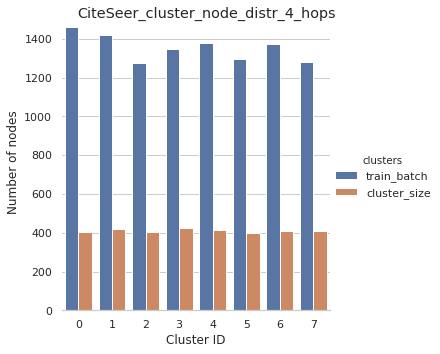 CiteSeer_cluster_node_distr_4_hops
1400
1200
1000
800
600
400
200
0
Number of nodes
0 1 2 3 4 5 6 7
Cluster ID
clusters
train_batch
cluster_size